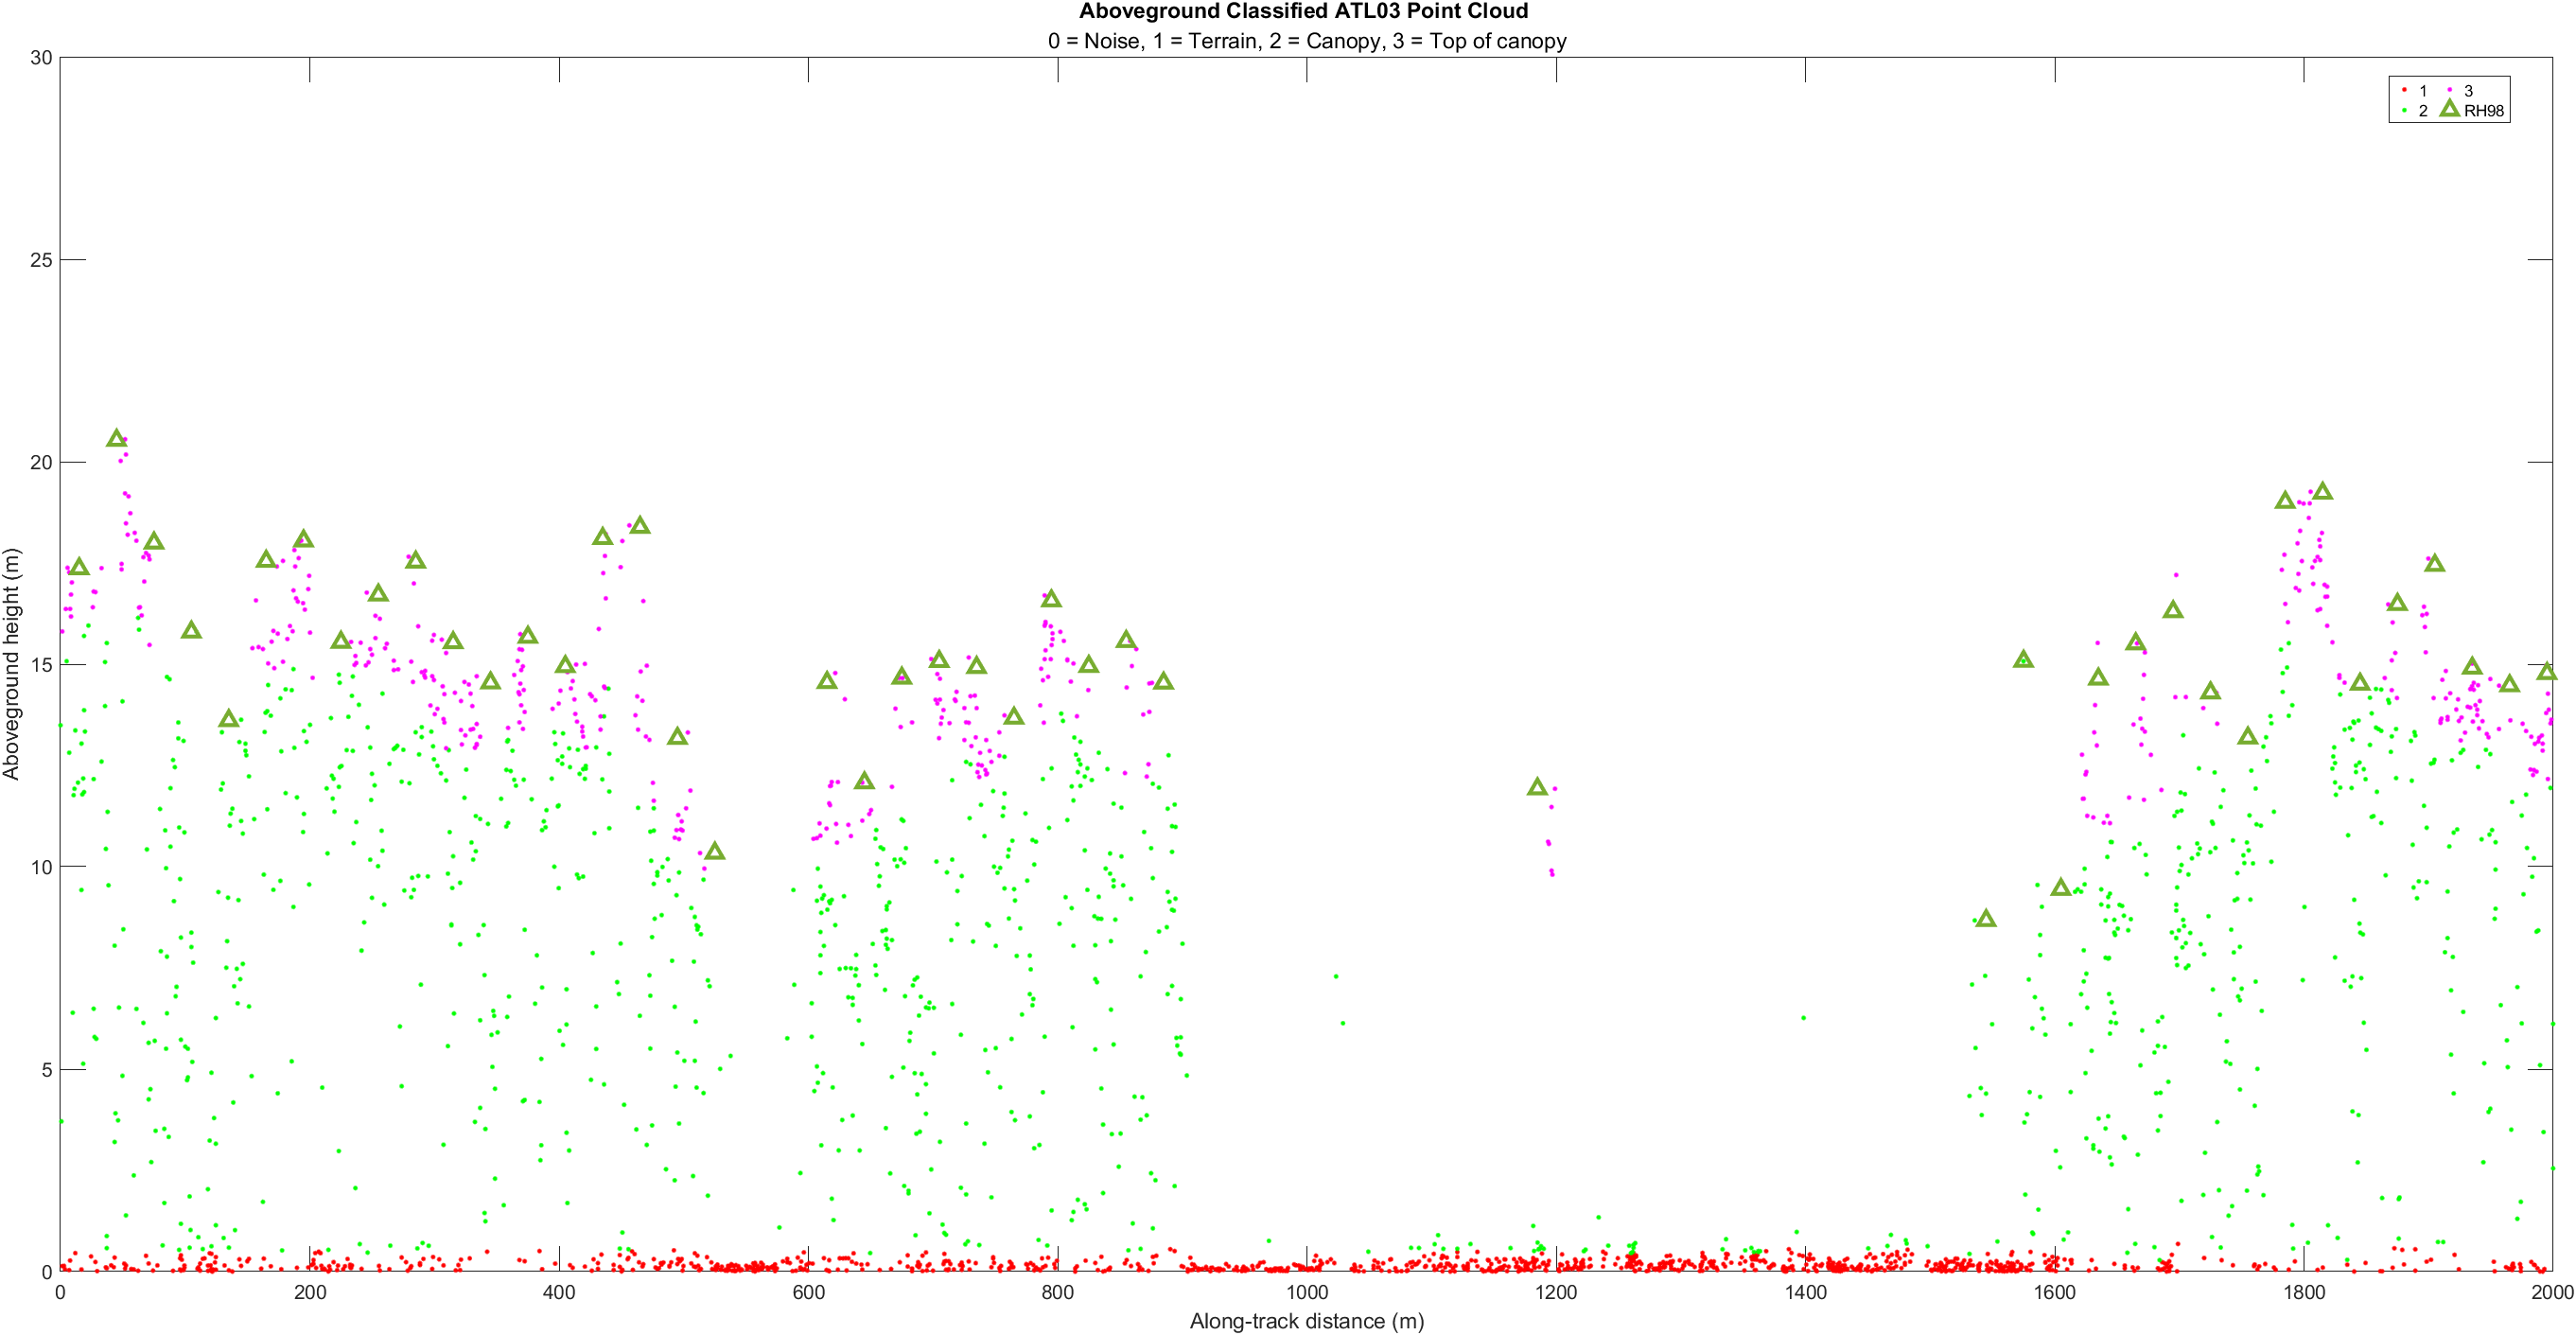 Aboveground Classified ATL03 Point Cloud
0 = Noise, 1 = Terrain, 2 = Canopy, 3 = Top of canopy
1 3
2 RH98
Aboveground height (m)
30
25
20
15
10
5
0
0 200 400 600 800 1000 1200 1400 1600 1800 2000
Along-track distance (m)